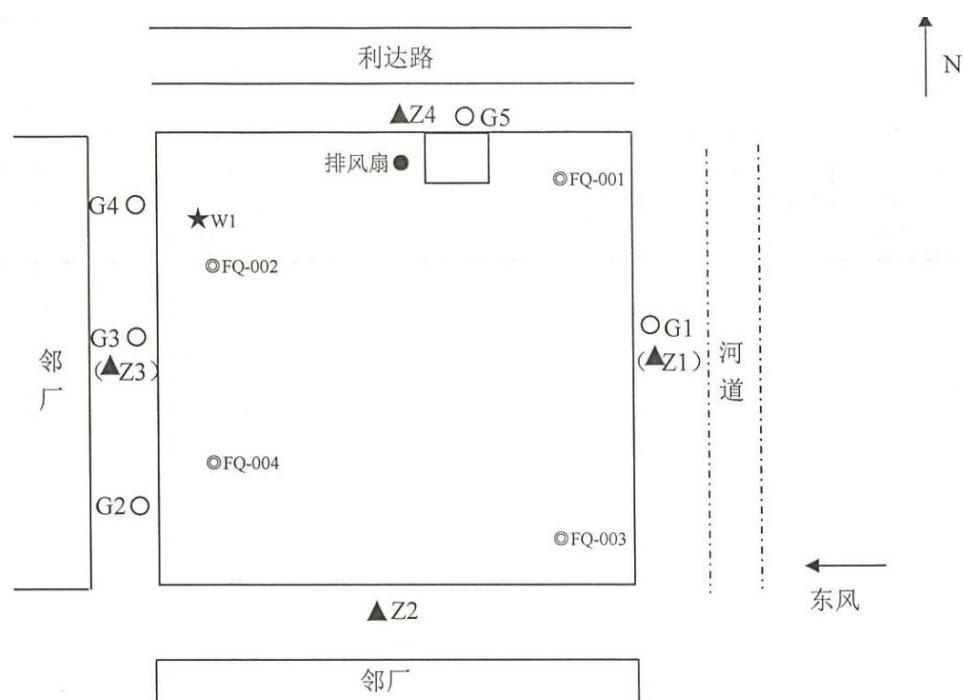 利达路
N
▲Z4 ○G5
排风扇●
◎FQ-001
G4○
★W1
◎FQ-002
G3○
(▲Z3)
○G1
(▲Z1)
邻厂
河道
◎FQ-004
G2○
◎FQ-003
东风
▲Z2
邻厂